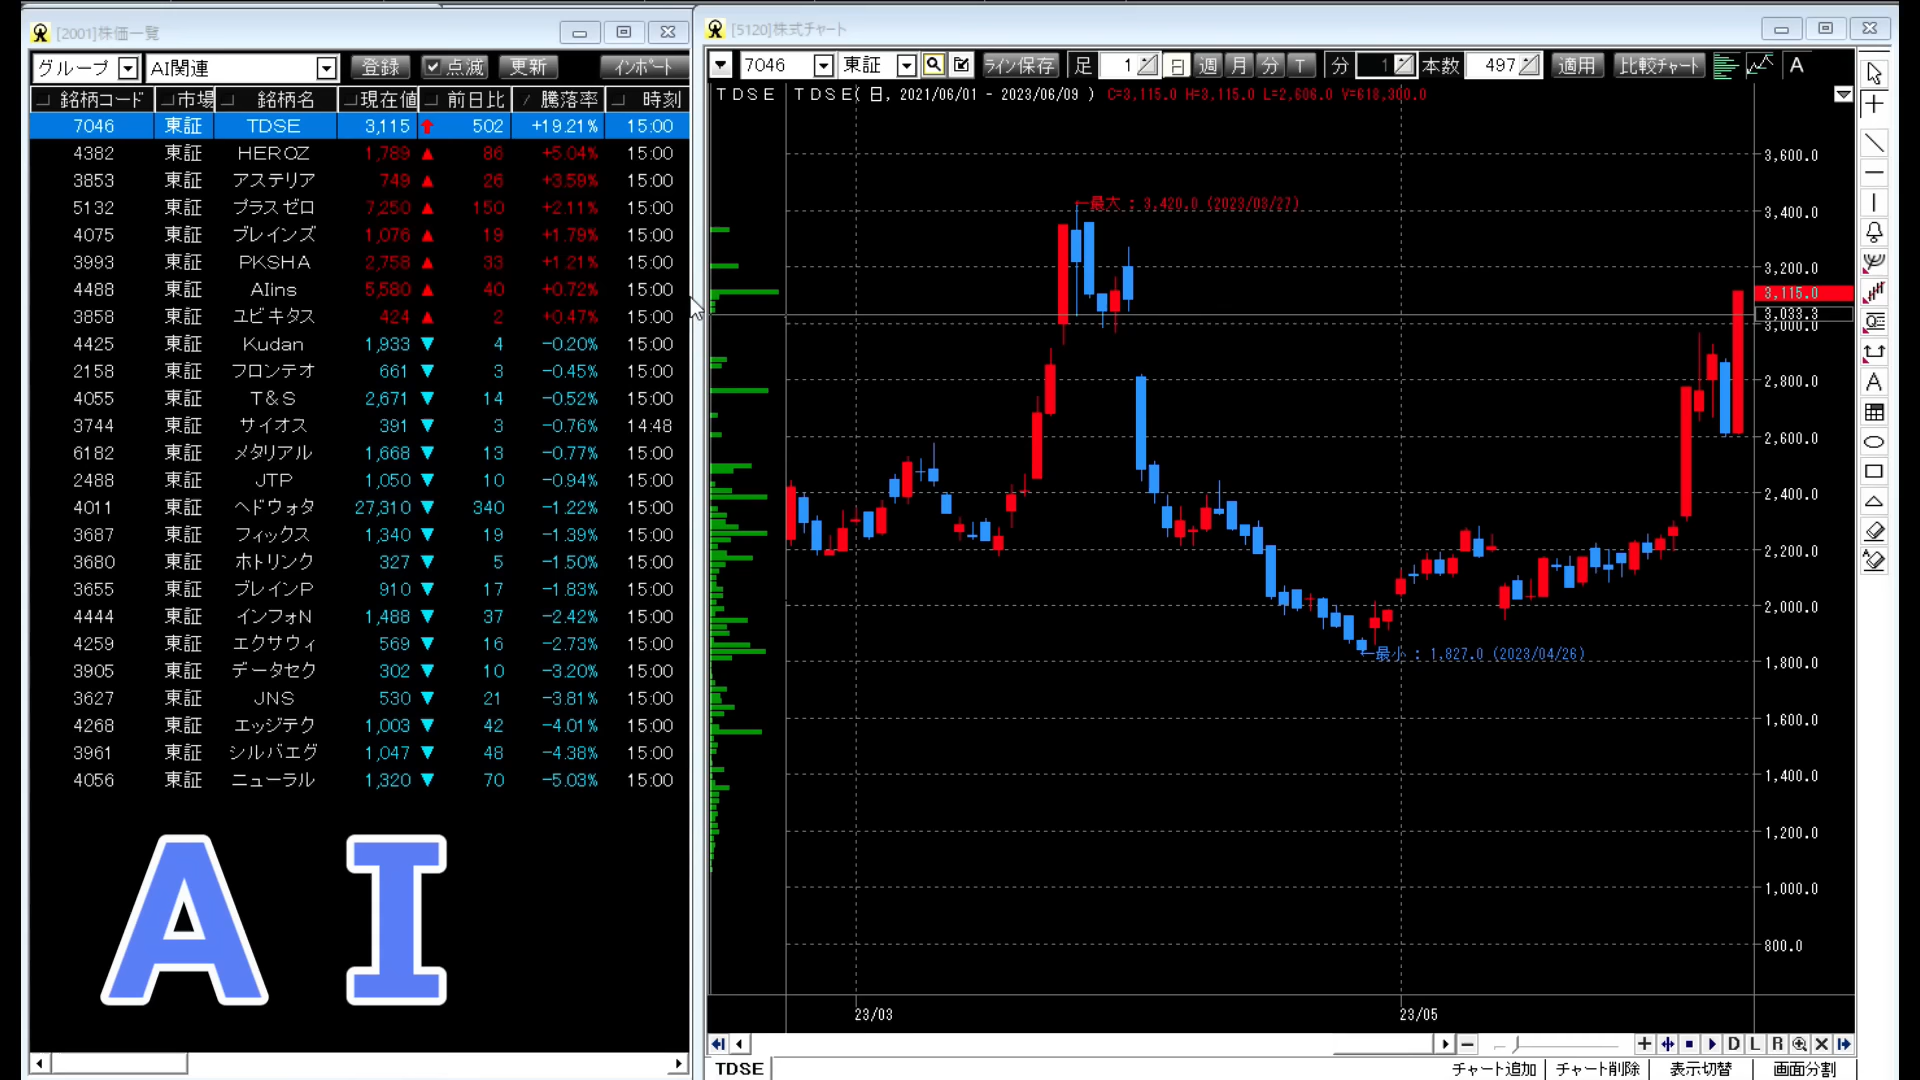 [2001]株価一覧
グループ AI関連 登録 点滅 更新 インポート
銘柄コード 市場 銘柄名 現在値 前日比 騰落率 時刻
7046 東証 TDSE 3,115 502 +19.21% 15:00
4382 東証 HEROZ 1,789 ▲ 86 +5.04% 15:00
3853 東証 アステリア 749 ▲ 26 +3.59% 15:00
5132 東証 プラスゼロ 7,250 ▲ 150 +2.11% 15:00
4075 東証 ブレインズ 1,076 ▲ 19 +1.79% 15:00
3993 東証 PKSHA 2,758 ▲ 33 +1.21% 15:00
4488 東証 AIins 5,580 ▲ 40 +0.72% 15:00
3858 東証 ユビキタス 424 ▲ 2 +0.47% 15:00
4425 東証 Kudan 1,933 ▼ 4 -0.20% 15:00
2158 東証 フロンテオ 661 ▼ 3 -0.45% 15:00
4055 東証 T&S 2,671 ▼ 14 -0.52% 15:00
3744 東証 サイオス 391 ▼ 3 -0.76% 14:48
6182 東証 メタリアル 1,668 ▼ 13 -0.77% 15:00
2488 東証 JTP 1,050 ▼ 10 -0.94% 15:00
4011 東証 ヘドウォタ 27,310 ▼ 340 -1.22% 15:00
3687 東証 フィックス 1,340 ▼ 19 -1.39% 15:00
3680 東証 ホトリンク 327 ▼ 5 -1.50% 15:00
3655 東証 ブレインP 910 ▼ 17 -1.83% 15:00
4444 東証 インフォN 1,488 ▼ 37 -2.42% 15:00
4259 東証 エクサウィ 569 ▼ 16 -2.73% 15:00
3905 東証 データセク 302 ▼ 10 -3.20% 15:00
3627 東証 JNS 530 ▼ 21 -3.81% 15:00
4268 東証 エッジテク 1,003 ▼ 42 -4.01% 15:00
3961 東証 シルバエグ 1,047 ▼ 48 -4.38% 15:00
4056 東証 ニューラル 1,320 ▼ 70 -5.03% 15:00
AI
[5120]株式チャート
7046 東証 ライン保存 足 1 日 週 月 分 T 分 1 本数 497 適用 比較チャート A
TDSE TDSE( 日, 2021/06/01 - 2023/06/09 ) C=3,115.0 H=3,115.0 L=2,606.0 V=618,300.0
3,600.0
←最大 : 3,420.0 (2023/03/27)
3,400.0
3,200.0
3,115.0
3,033.3
3,000.0
2,800.0
2,600.0
2,400.0
2,200.0
2,000.0
←最小 : 1,827.0 (2023/04/26)
1,800.0
1,600.0
1,400.0
1,200.0
1,000.0
800.0
23/03 23/05
D L R
TDSE チャート追加 チャート削除 表示切替 画面分割